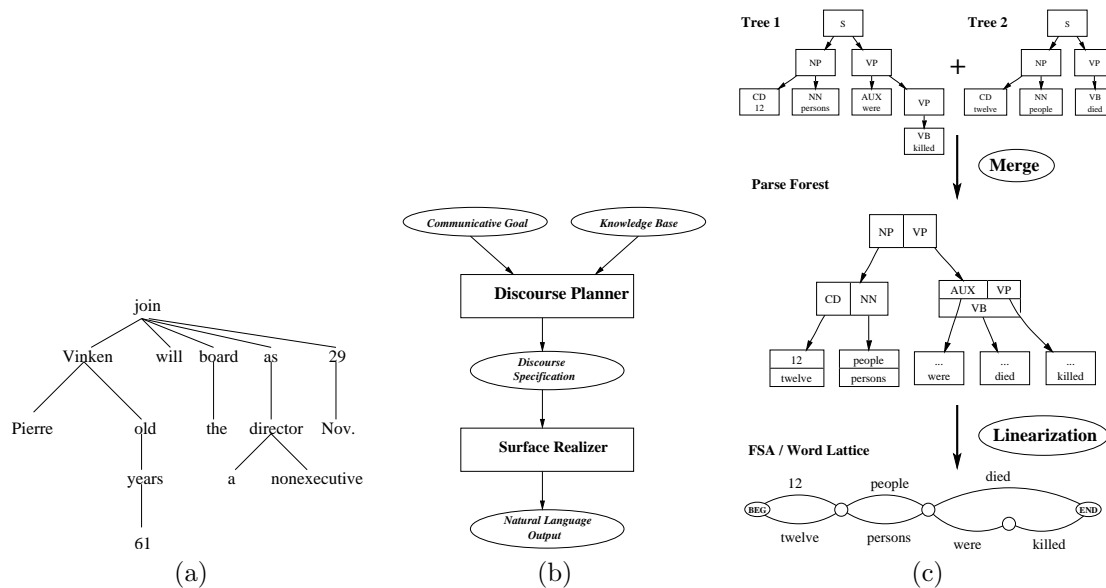 join
Vinken will board as 29
Pierre old the director Nov.
years a nonexecutive
61
(a)
Communicative Goal Knowledge Base
Discourse Planner
Discourse
Specification
Surface Realizer
Natural Language
Output
(b)
Tree 1 Tree 2
S S
NP VP + NP VP
CD NN AUX VP CD NN VB
12 persons were twelve people died
VB
killed
Merge
Parse Forest
NP VP
CD NN AUX VP
VB
12 people ... ... ...
twelve persons were died killed
Linearization
FSA / Word Lattice
12 people died
BEG END
twelve persons were killed
(c)